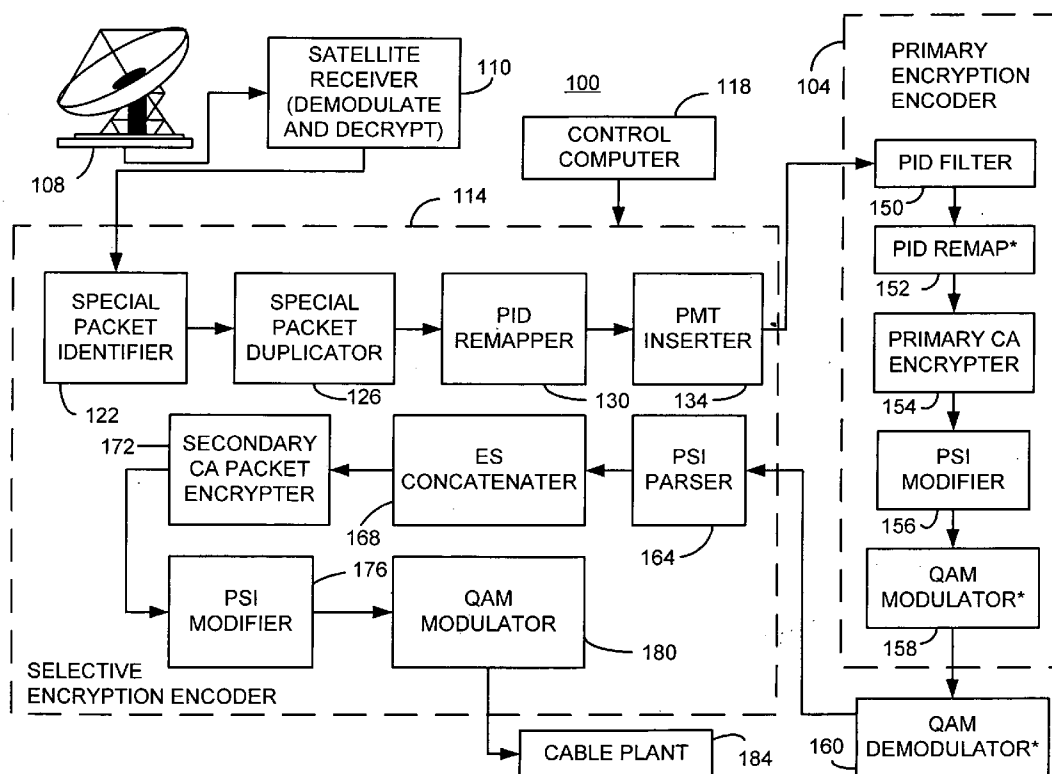 108
SATELLITE
RECEIVER
(DEMODULATE
AND DECRYPT)
110
100
CONTROL
COMPUTER
118
104
PRIMARY
ENCRYPTION
ENCODER
PID FILTER
150
PID REMAP*
152
PRIMARY CA
ENCRYPTER
154
PSI
MODIFIER
156
QAM
MODULATOR*
158
QAM
DEMODULATOR*
160
114
SPECIAL
PACKET
IDENTIFIER
122
SPECIAL
PACKET
DUPLICATOR
126
PID
REMAPPER
130
PMT
INSERTER
134
172
SECONDARY
CA PACKET
ENCRYPTER
ES
CONCATENATER
168
PSI
PARSER
164
PSI
MODIFIER
176
QAM
MODULATOR
180
SELECTIVE
ENCRYPTION ENCODER
CABLE PLANT
184